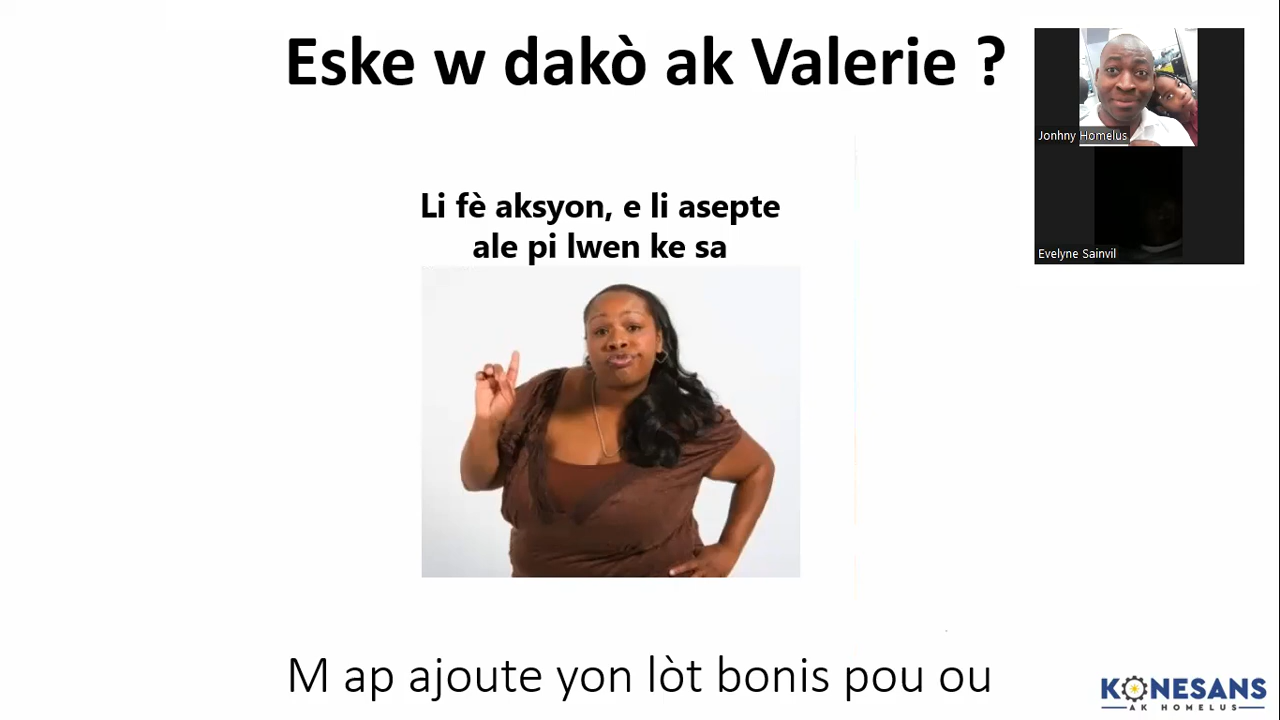 Eske w dakò ak Valerie ?
Jonhny Homelus
Evelyne Sainvil
Li fè aksyon, e li asepte
ale pi lwen ke sa
M ap ajoute yon lòt bonis pou ou
KONESANS
AK HOMELUS